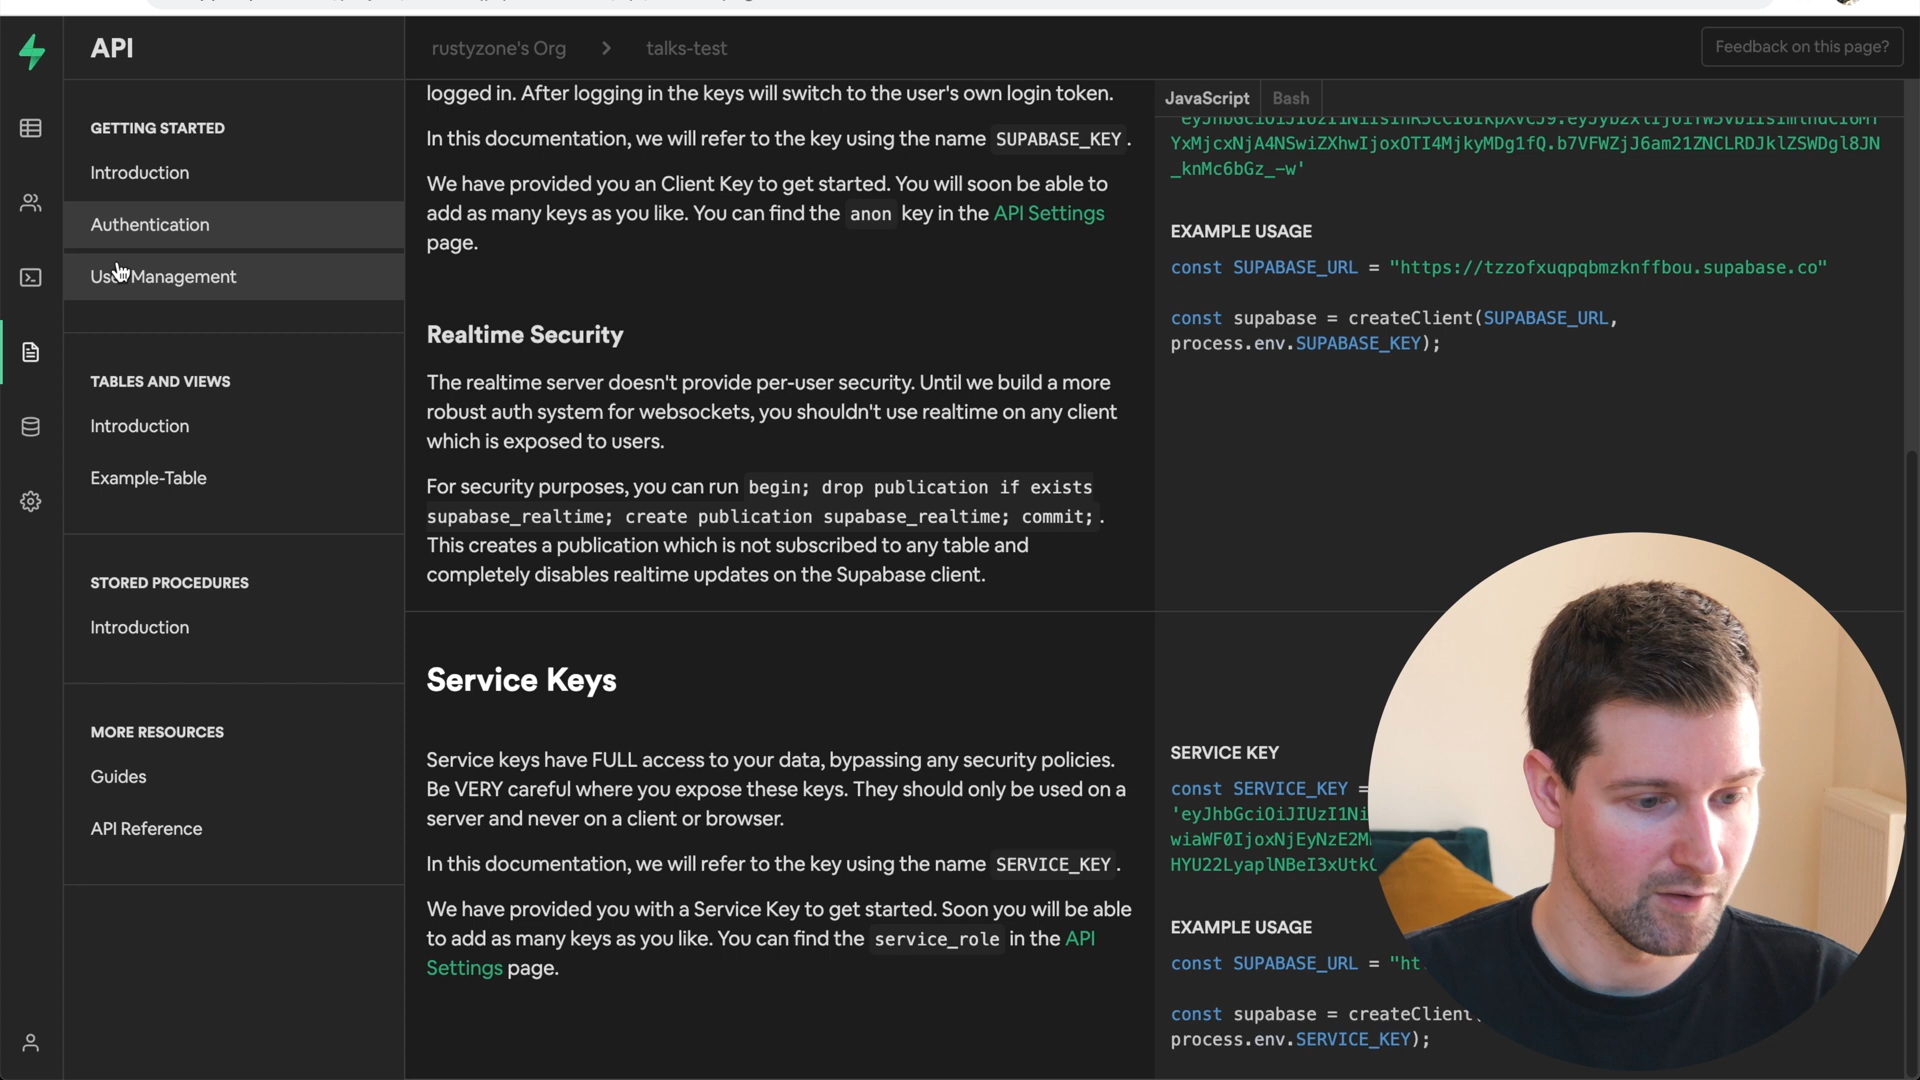 API
rustyzone's Org
talks-test
Feedback on this page?
GETTING STARTED
Introduction
Authentication
Management
TABLES AND VIEWS
Introduction
Example-Table
STORED PROCEDURES
Introduction
MORE RESOURCES
Guides
API Reference
logged in. After logging in the keys will switch to the user's own login token.
In this documentation, we will refer to the key using the name SUPABASE_KEY.
We have provided you an Client Key to get started. You will soon be able to
add as many keys as you like. You can find the anon key in the API Settings
page.
Realtime Security
The realtime server doesn't provide per-user security. Until we build a more
robust auth system for websockets, you shouldn't use realtime on any client
which is exposed to users.
For security purposes, you can run begin; drop publication if exists
supabase_realtime; create publication supabase_realtime; commit;.
This creates a publication which is not subscribed to any table and
completely disables realtime updates on the Supabase client.
Service Keys
Service keys have FULL access to your data, bypassing any security policies.
Be VERY careful where you expose these keys. They should only be used on a
server and never on a client or browser.
In this documentation, we will refer to the key using the name SERVICE_KEY.
We have provided you with a Service Key to get started. Soon you will be able
to add as many keys as you like. You can find the service_role in the API
Settings page.
JavaScript
Bash
YxMjcxNjA4NSwiZXhwIjoxOTI4MjkyMDg1fQ.b7VFWZjJ6am21ZNCLRDJklZSWDgl8JN
_knMc6bGz_-w'
EXAMPLE USAGE
const SUPABASE_URL = "https://tzzofxuqpqbmzknffbou.supabase.co"
const supabase = createClient(SUPABASE_URL,
process.env.SUPABASE_KEY);
SERVICE KEY
const SERVICE_KEY =
'eyJhbGciOiJIUzI1Ni
wiaWF0IjoxNjEyNzE2M
HYU22LyaplNBeI3xUtk
EXAMPLE USAGE
const SUPABASE_URL = "ht
const supabase = createClient(
process.env.SERVICE_KEY);